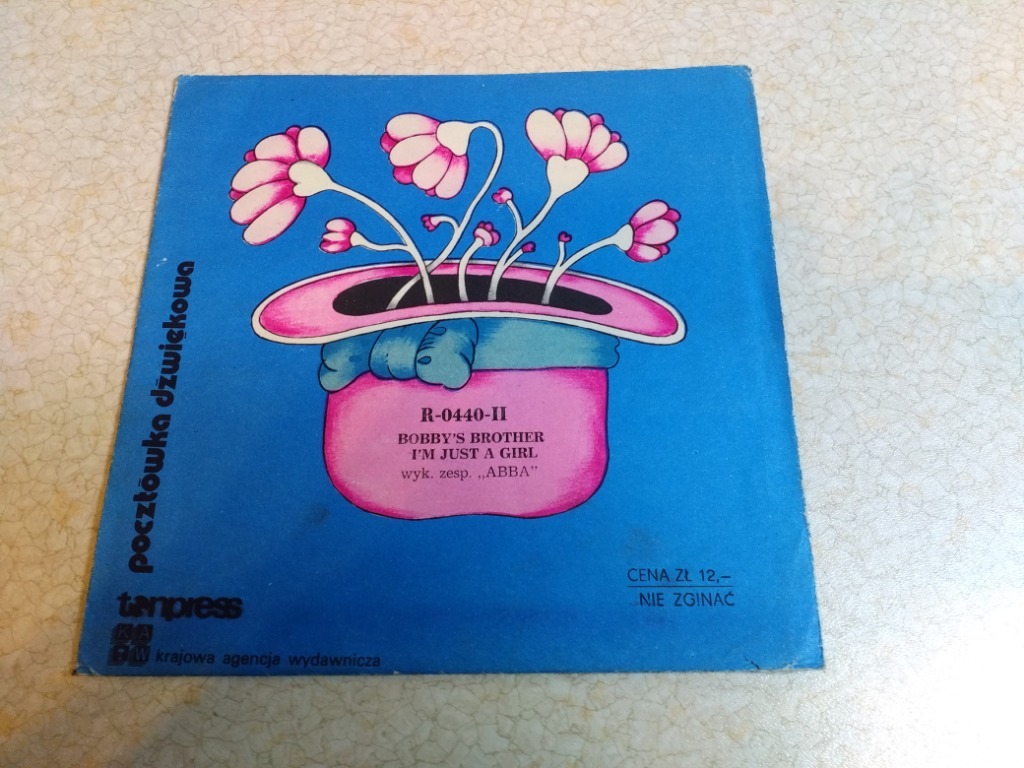 pocztówka dźwiękowa
R-0440-II
BOBBY'S BROTHER
I'M JUST A GIRL
wyk. zesp. „ABBA”
CENA ZŁ 12,–
NIE ZGINAĆ
tonpress
KAW
krajowa agencja wydawnicza